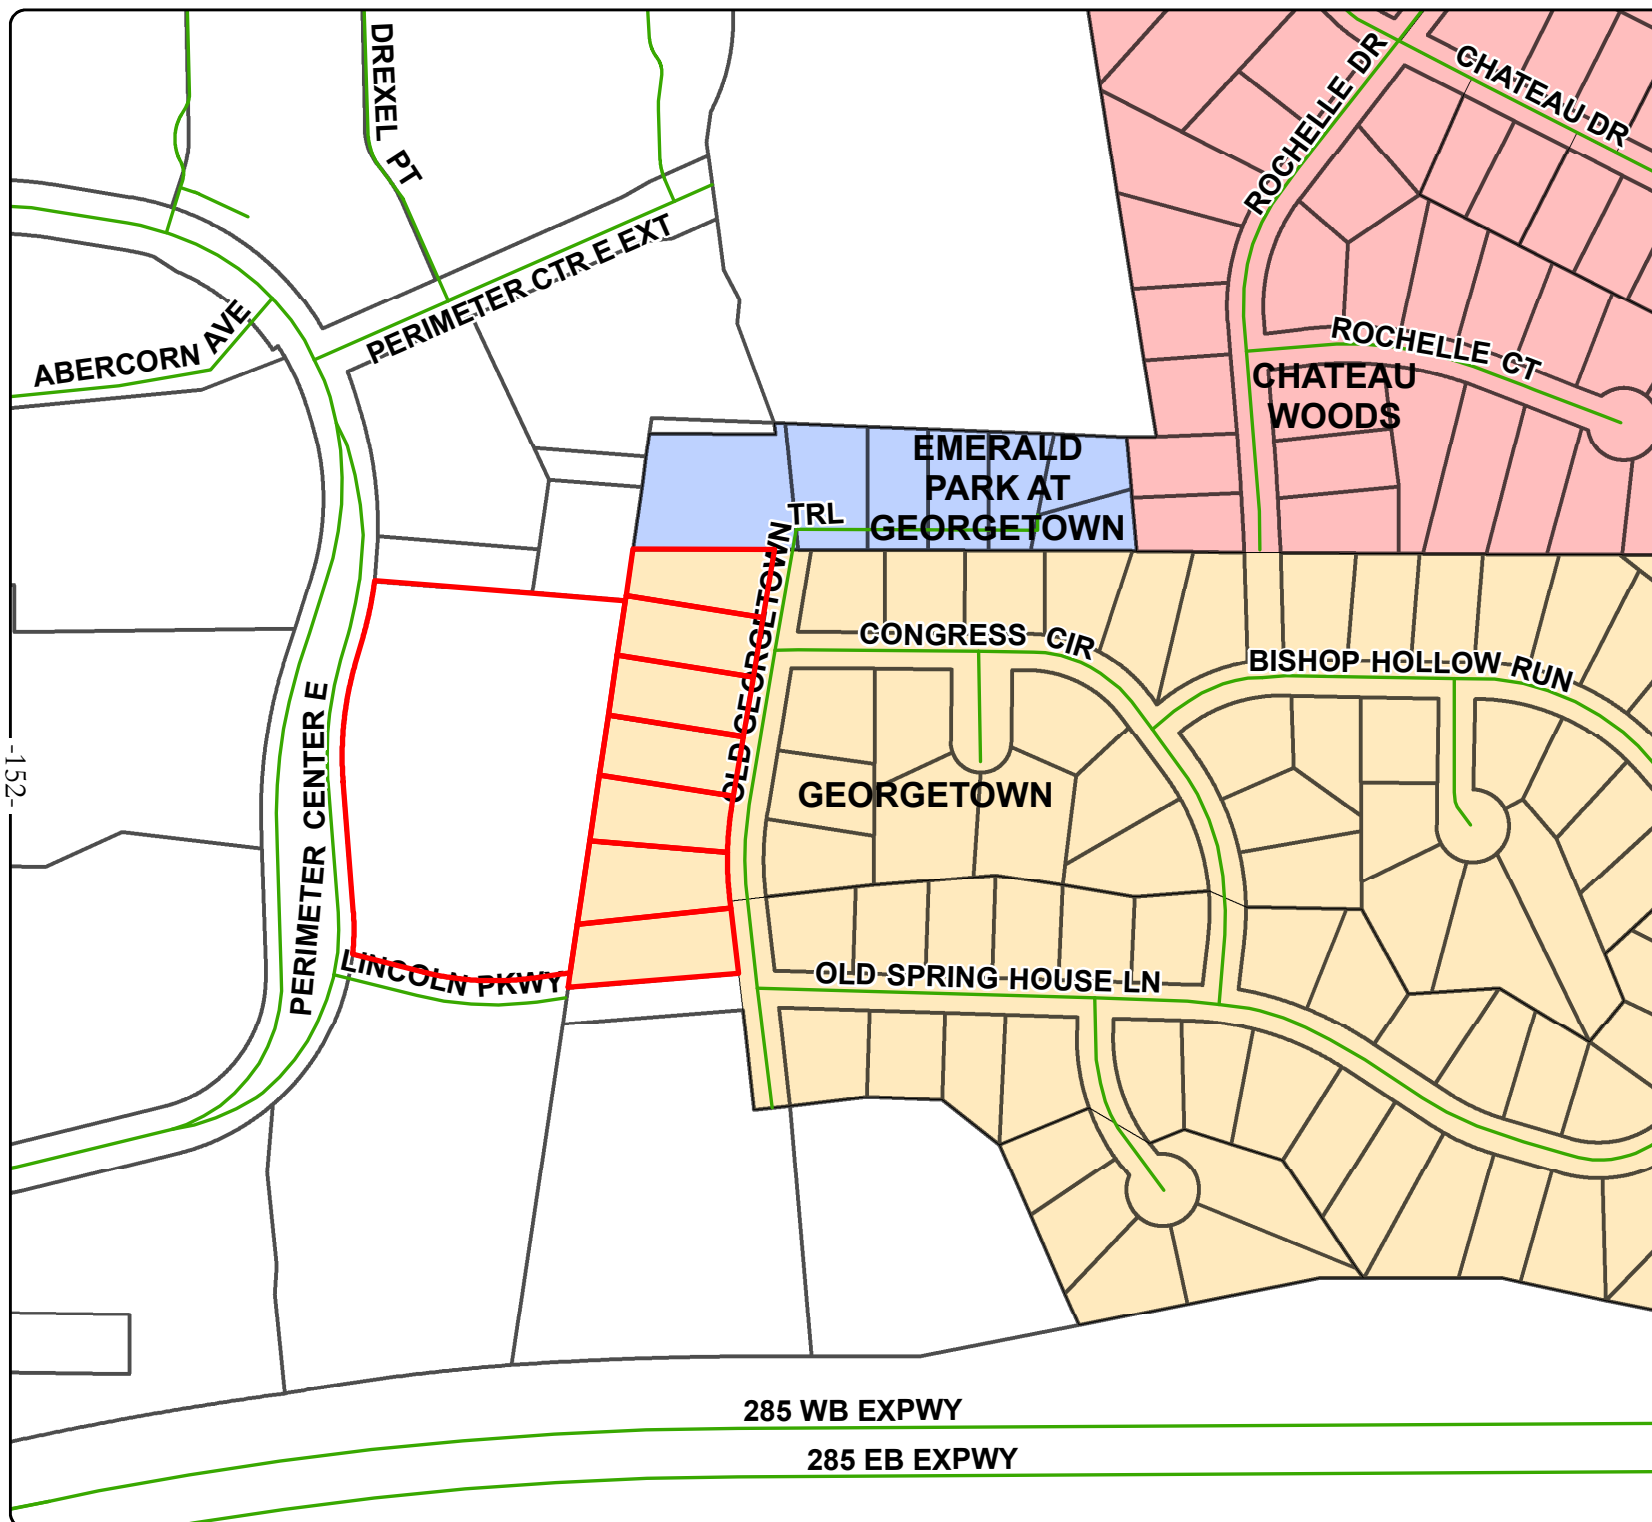 DREXEL PT
ROCHELLE DR
CHATEAU DR
PERIMETER CTR E EXT
ABERCORN AVE
ROCHELLE CT
CHATEAU
WOODS
EMERALD
PARK AT
GEORGETOWN
TRL
OLD GEORGETOWN
CONGRESS CIR
BISHOP HOLLOW RUN
PERIMETER CENTER E
-152-
GEORGETOWN
LINCOLN PKWY
OLD SPRING HOUSE LN
285 WB EXPWY
285 EB EXPWY